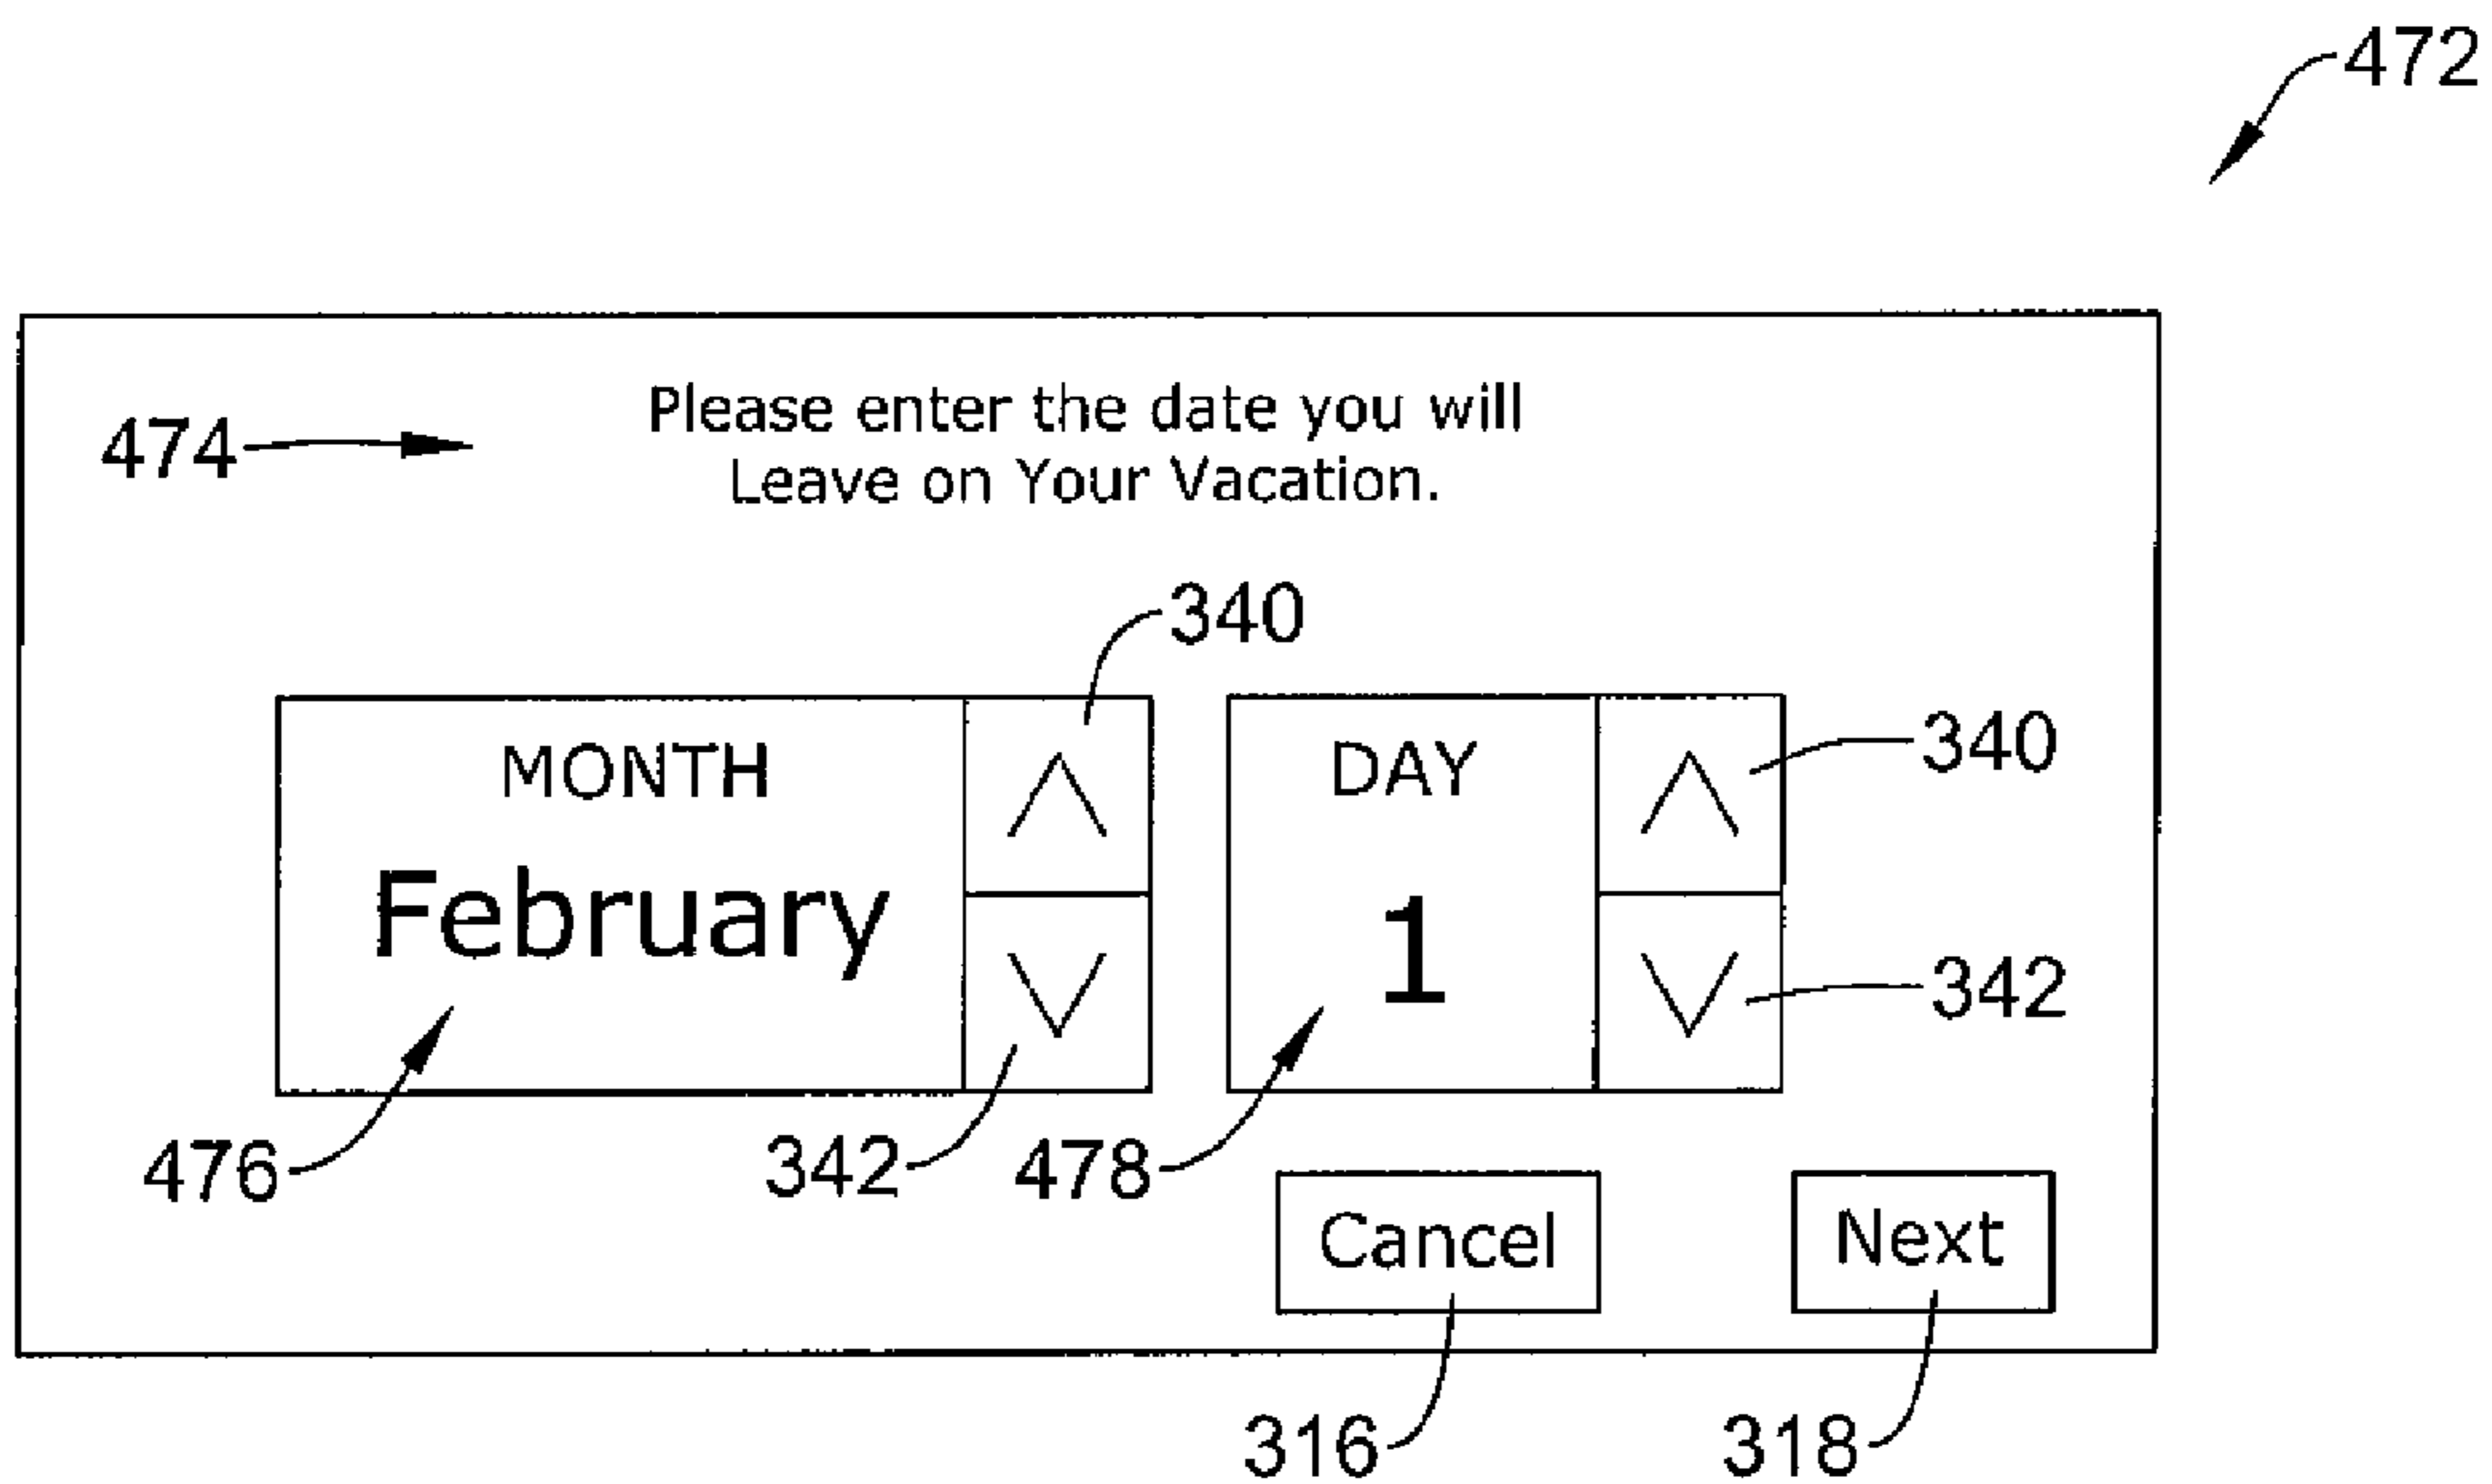 472
474
Please enter the date you will
Leave on Your Vacation.
340
MONTH
February
DAY
1
340
342
476
342
478
Cancel
Next
316
318